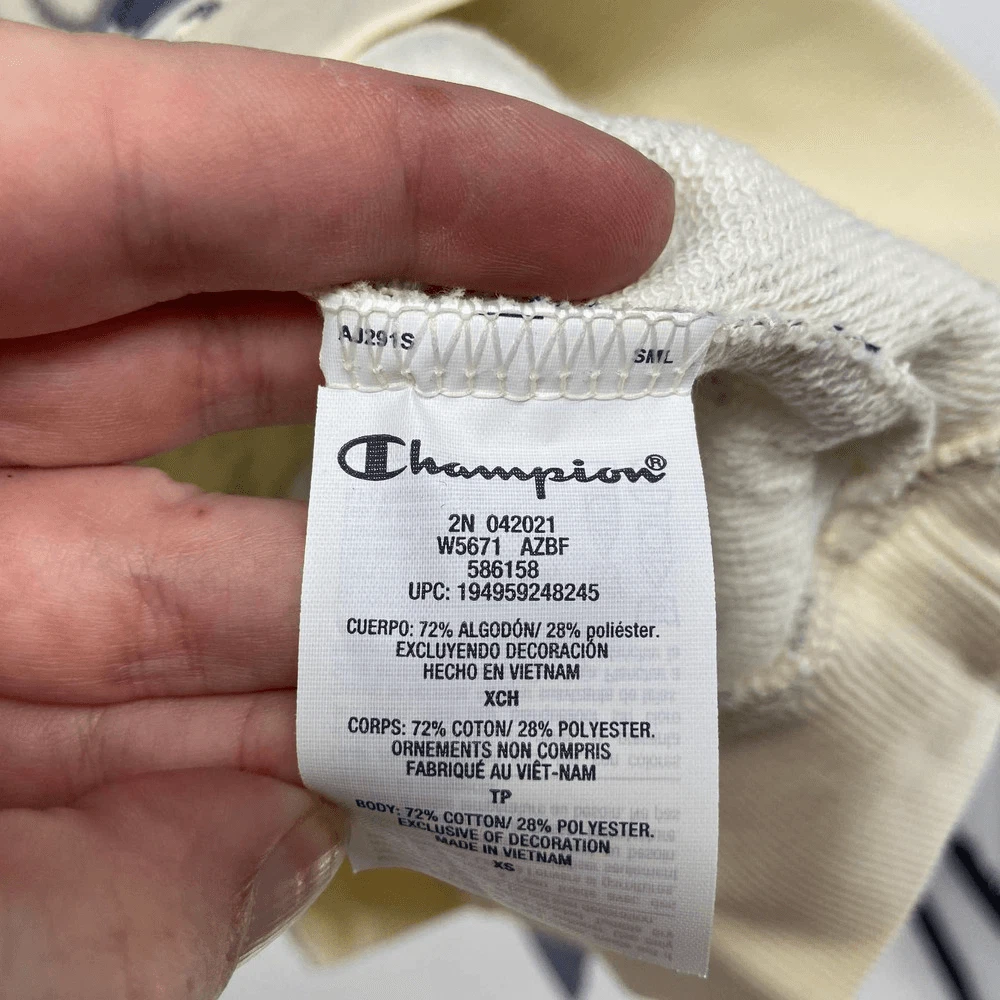 AJ291S SML
Champion®
2N 042021
W5671 AZBF
586158
UPC: 194959248245
CUERPO: 72% ALGODÓN/ 28% poliéster.
EXCLUYENDO DECORACIÓN
HECHO EN VIETNAM
XCH
CORPS: 72% COTON/ 28% POLYESTER.
ORNEMENTS NON COMPRIS
FABRIQUÉ AU VIÊT-NAM
TP
BODY: 72% COTTON/ 28% POLYESTER.
EXCLUSIVE OF DECORATION
MADE IN VIETNAM
XS